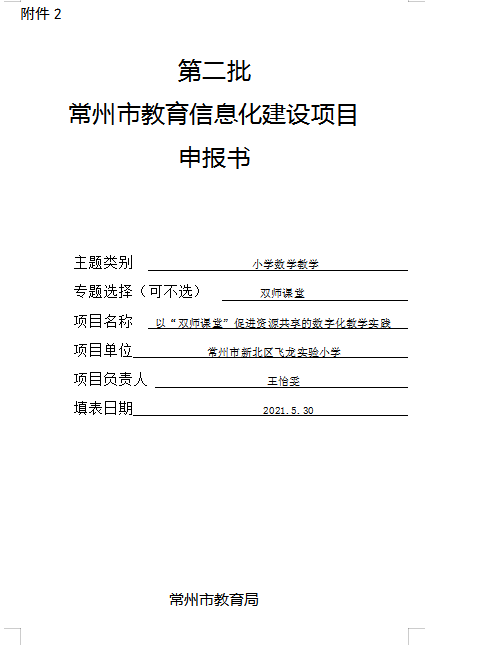 附件 2
第二批
常州市教育信息化建设项目
申报书
主题类别 小学数学教学
专题选择（可不选） 双师课堂
项目名称 以“双师课堂”促进资源共享的数字化教学实践
项目单位 常州市新北区飞龙实验小学
项目负责人 王怡雯
填表日期 2021.5.30
常州市教育局